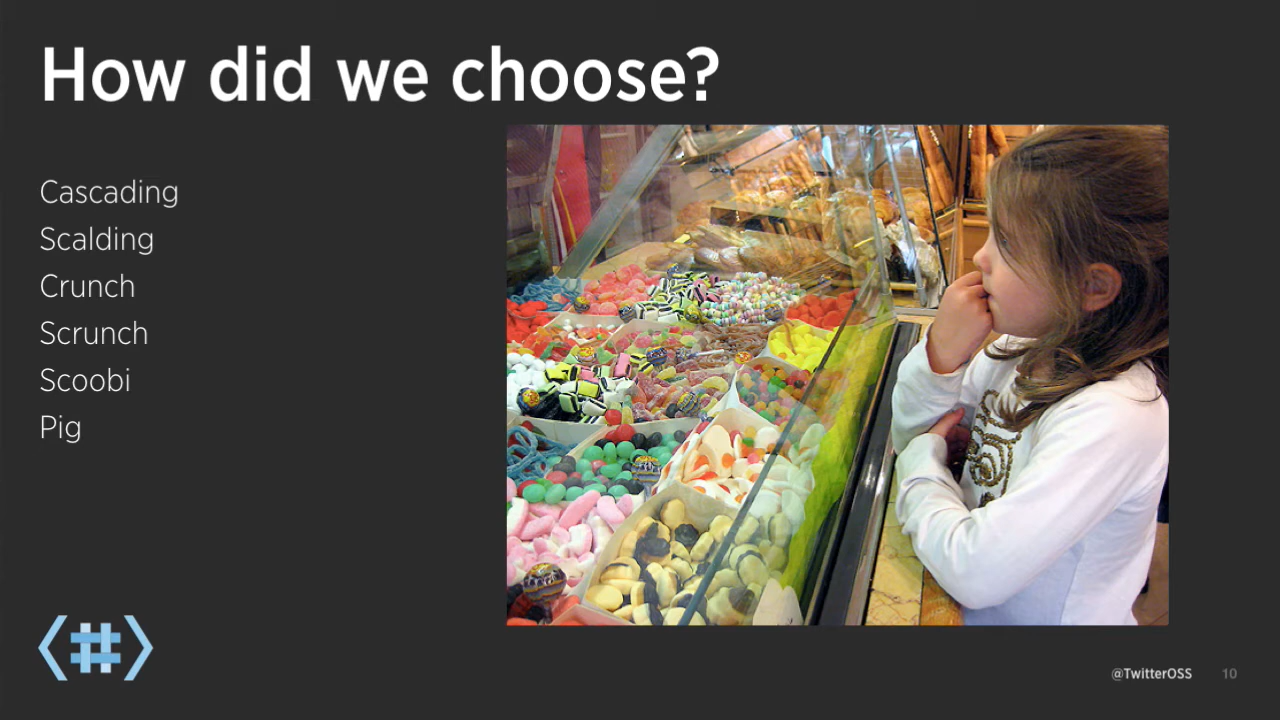 How did we choose?
Cascading
Scalding
Crunch
Scrunch
Scoobi
Pig
@TwitterOSS 10